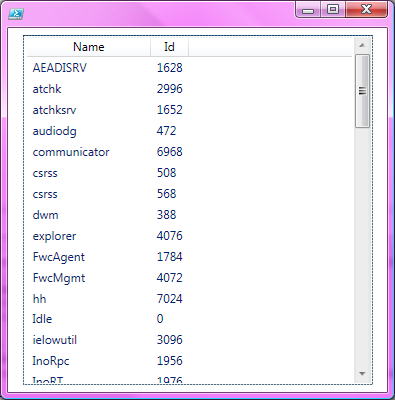 Name Id
AEADISRV 1628
atchk 2996
atchksrv 1652
audiodg 472
communicator 6968
csrss 508
csrss 568
dwm 388
explorer 4076
FwcAgent 1784
FwcMgmt 4072
hh 7024
Idle 0
ielowutil 3096
InoRpc 1956
InoRT 1976